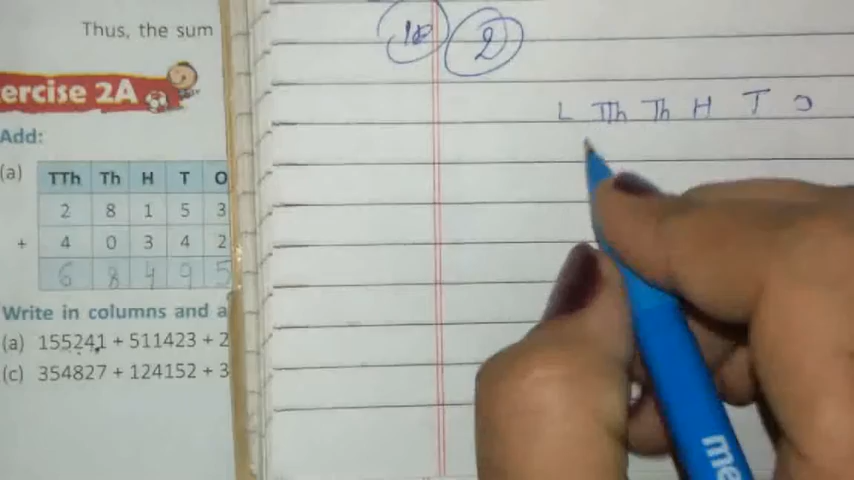 Thus, the sum
ercise 2A
Add:
(a) TTh Th H T O
2 8 1 5 3
+ 4 0 3 4 2
6 8 4 9 5
Write in columns and a
(a) 155241 + 511423 + 2
(c) 354827 + 124152 + 3
2
L TTh Th H T O
me